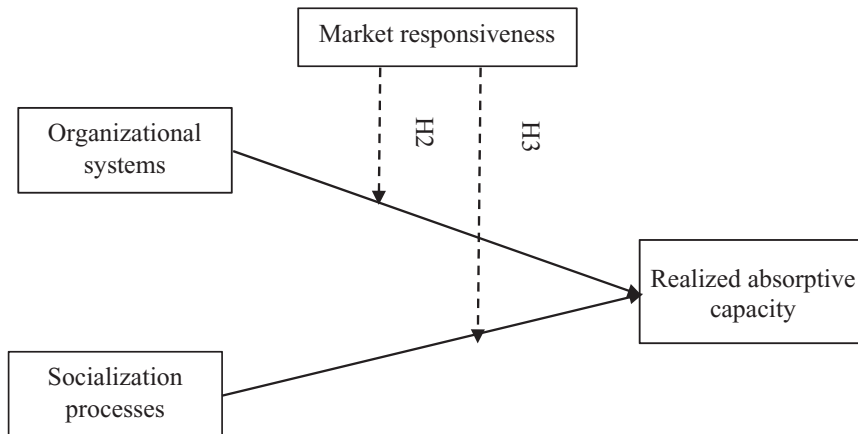 Market responsiveness
Organizational
systems
H2
H3
Realized absorptive
capacity
Socialization
processes